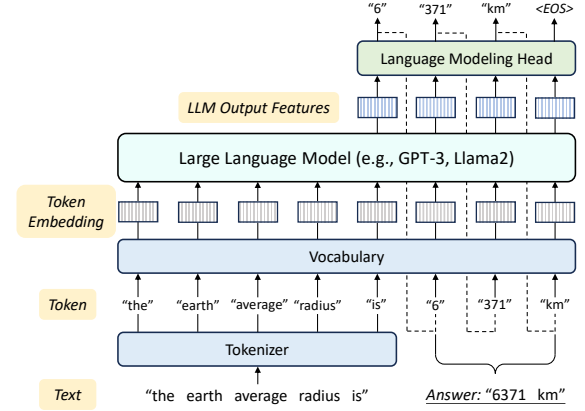 “6” “371” “km” <EOS>
Language Modeling Head
LLM Output Features
Large Language Model (e.g., GPT-3, Llama2)
Token
Embedding
Vocabulary
Token “the” “earth” “average” “radius” “is” “6” “371” “km”
Tokenizer
Text “the earth average radius is” Answer: “6371 km”